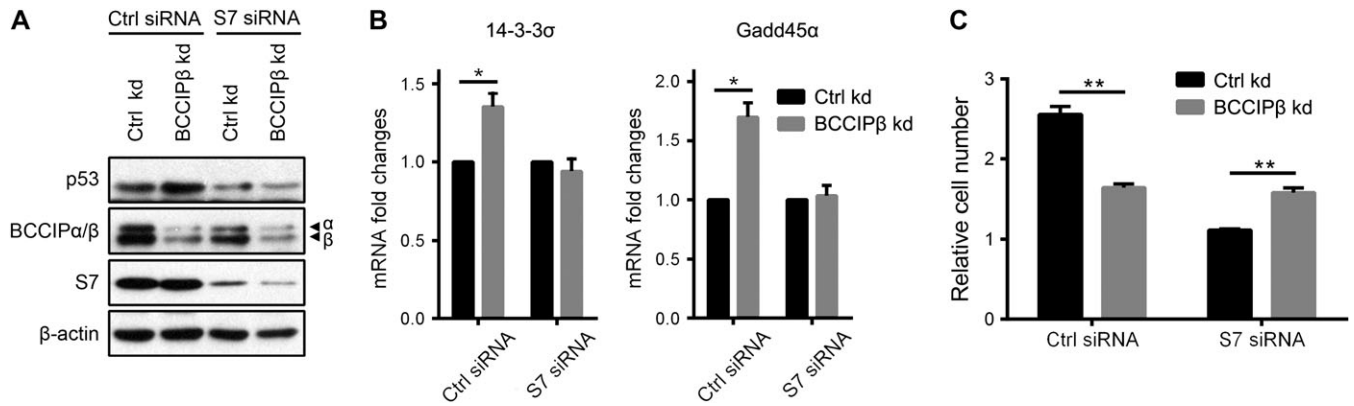 A
Ctrl siRNA S7 siRNA
Ctrl kd
BCCIPβ kd
Ctrl kd
BCCIPβ kd
p53
BCCIPα/β
α
β
S7
β-actin
B
14-3-3σ
mRNA fold changes
1.5
1.0
0.5
0.0
Ctrl siRNA
S7 siRNA
*
Gadd45α
mRNA fold changes
2.0
1.5
1.0
0.5
0.0
Ctrl siRNA
S7 siRNA
*
Ctrl kd
BCCIPβ kd
C
Relative cell number
3
2
1
0
Ctrl siRNA
S7 siRNA
**
**
Ctrl kd
BCCIPβ kd